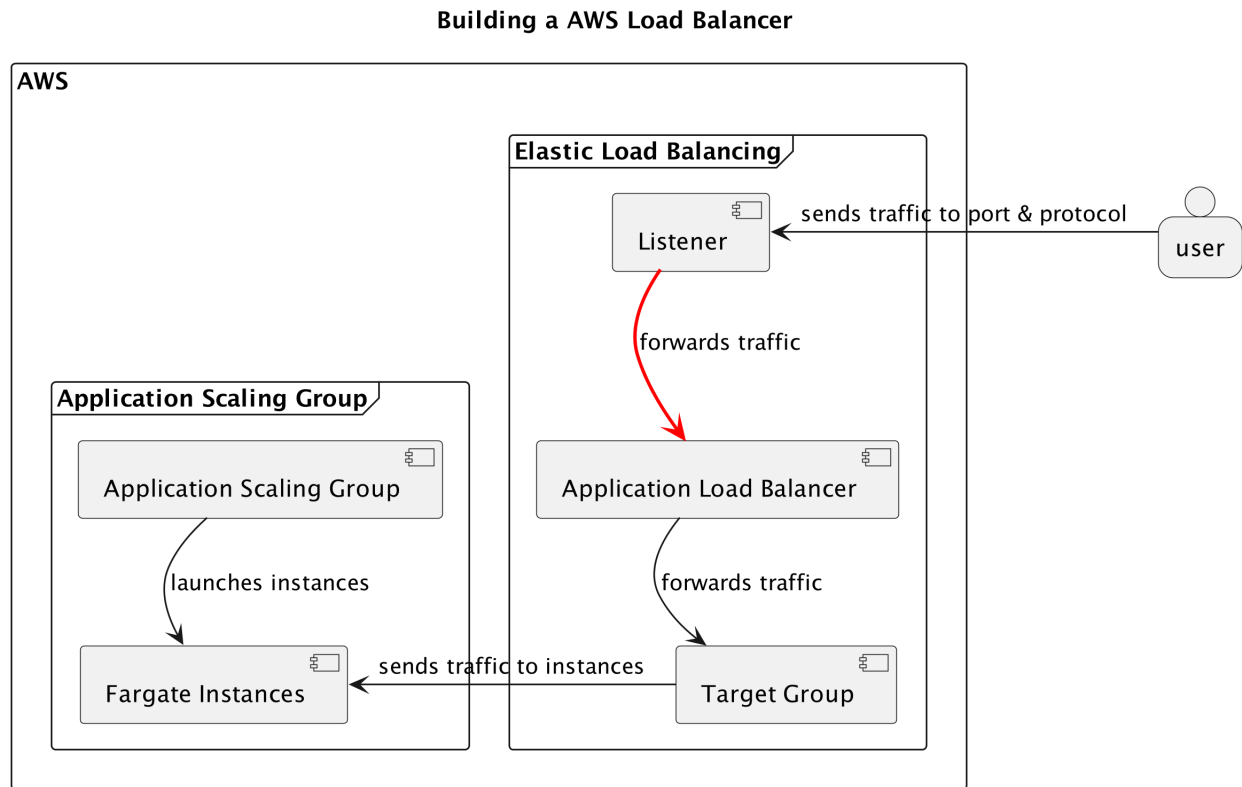 Building a AWS Load Balancer
AWS
Elastic Load Balancing
Listener
sends traffic to port & protocol
user
forwards traffic
Application Scaling Group
Application Scaling Group
Application Load Balancer
launches instances
forwards traffic
Fargate Instances
sends traffic to instances
Target Group